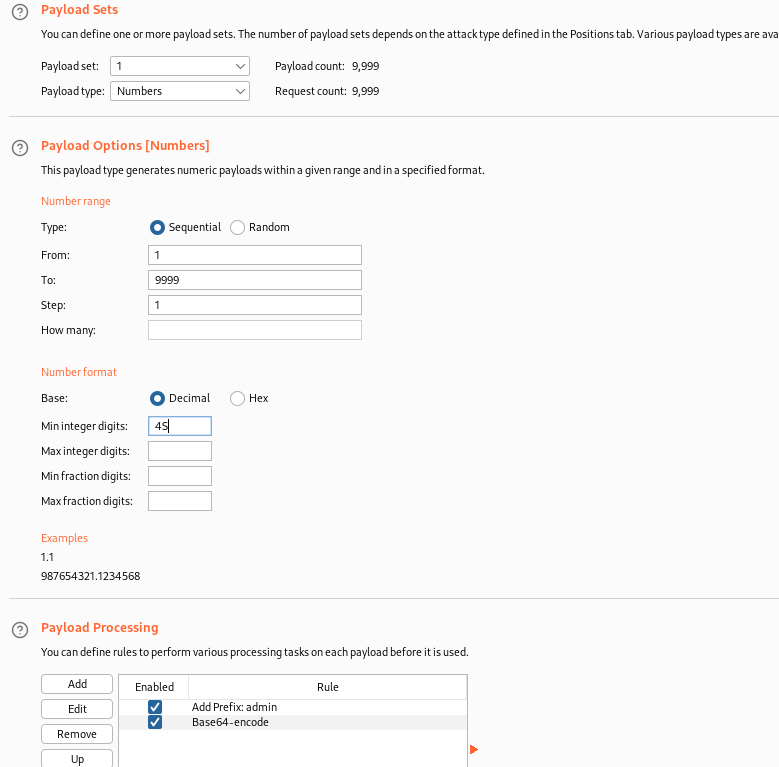 ? Payload Sets
You can define one or more payload sets. The number of payload sets depends on the attack type defined in the Positions tab. Various payload types are ava
Payload set: 1 Payload count: 9,999
Payload type: Numbers Request count: 9,999
? Payload Options [Numbers]
This payload type generates numeric payloads within a given range and in a specified format.
Number range
Type: Sequential Random
From: 1
To: 9999
Step: 1
How many:
Number format
Base: Decimal Hex
Min integer digits: 4S
Max integer digits:
Min fraction digits:
Max fraction digits:
Examples
1.1
987654321.1234568
? Payload Processing
You can define rules to perform various processing tasks on each payload before it is used.
Add Enabled Rule
Edit Add Prefix: admin
Remove Base64-encode
Up